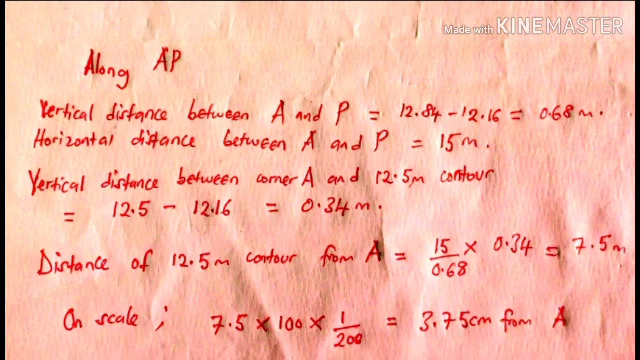 Made with KINEMASTER
Along AP
Vertical distance between A and P = 12.84 - 12.16 = 0.68m.
Horizontal distance between A and P = 15m.
Vertical distance between corner A and 12.5m contour
= 12.5 - 12.16 = 0.34m.
Distance of 12.5m contour from A = 15/0.68 × 0.34 = 7.5m
On scale; 7.5 × 100 × 1/200 = 3.75cm from A